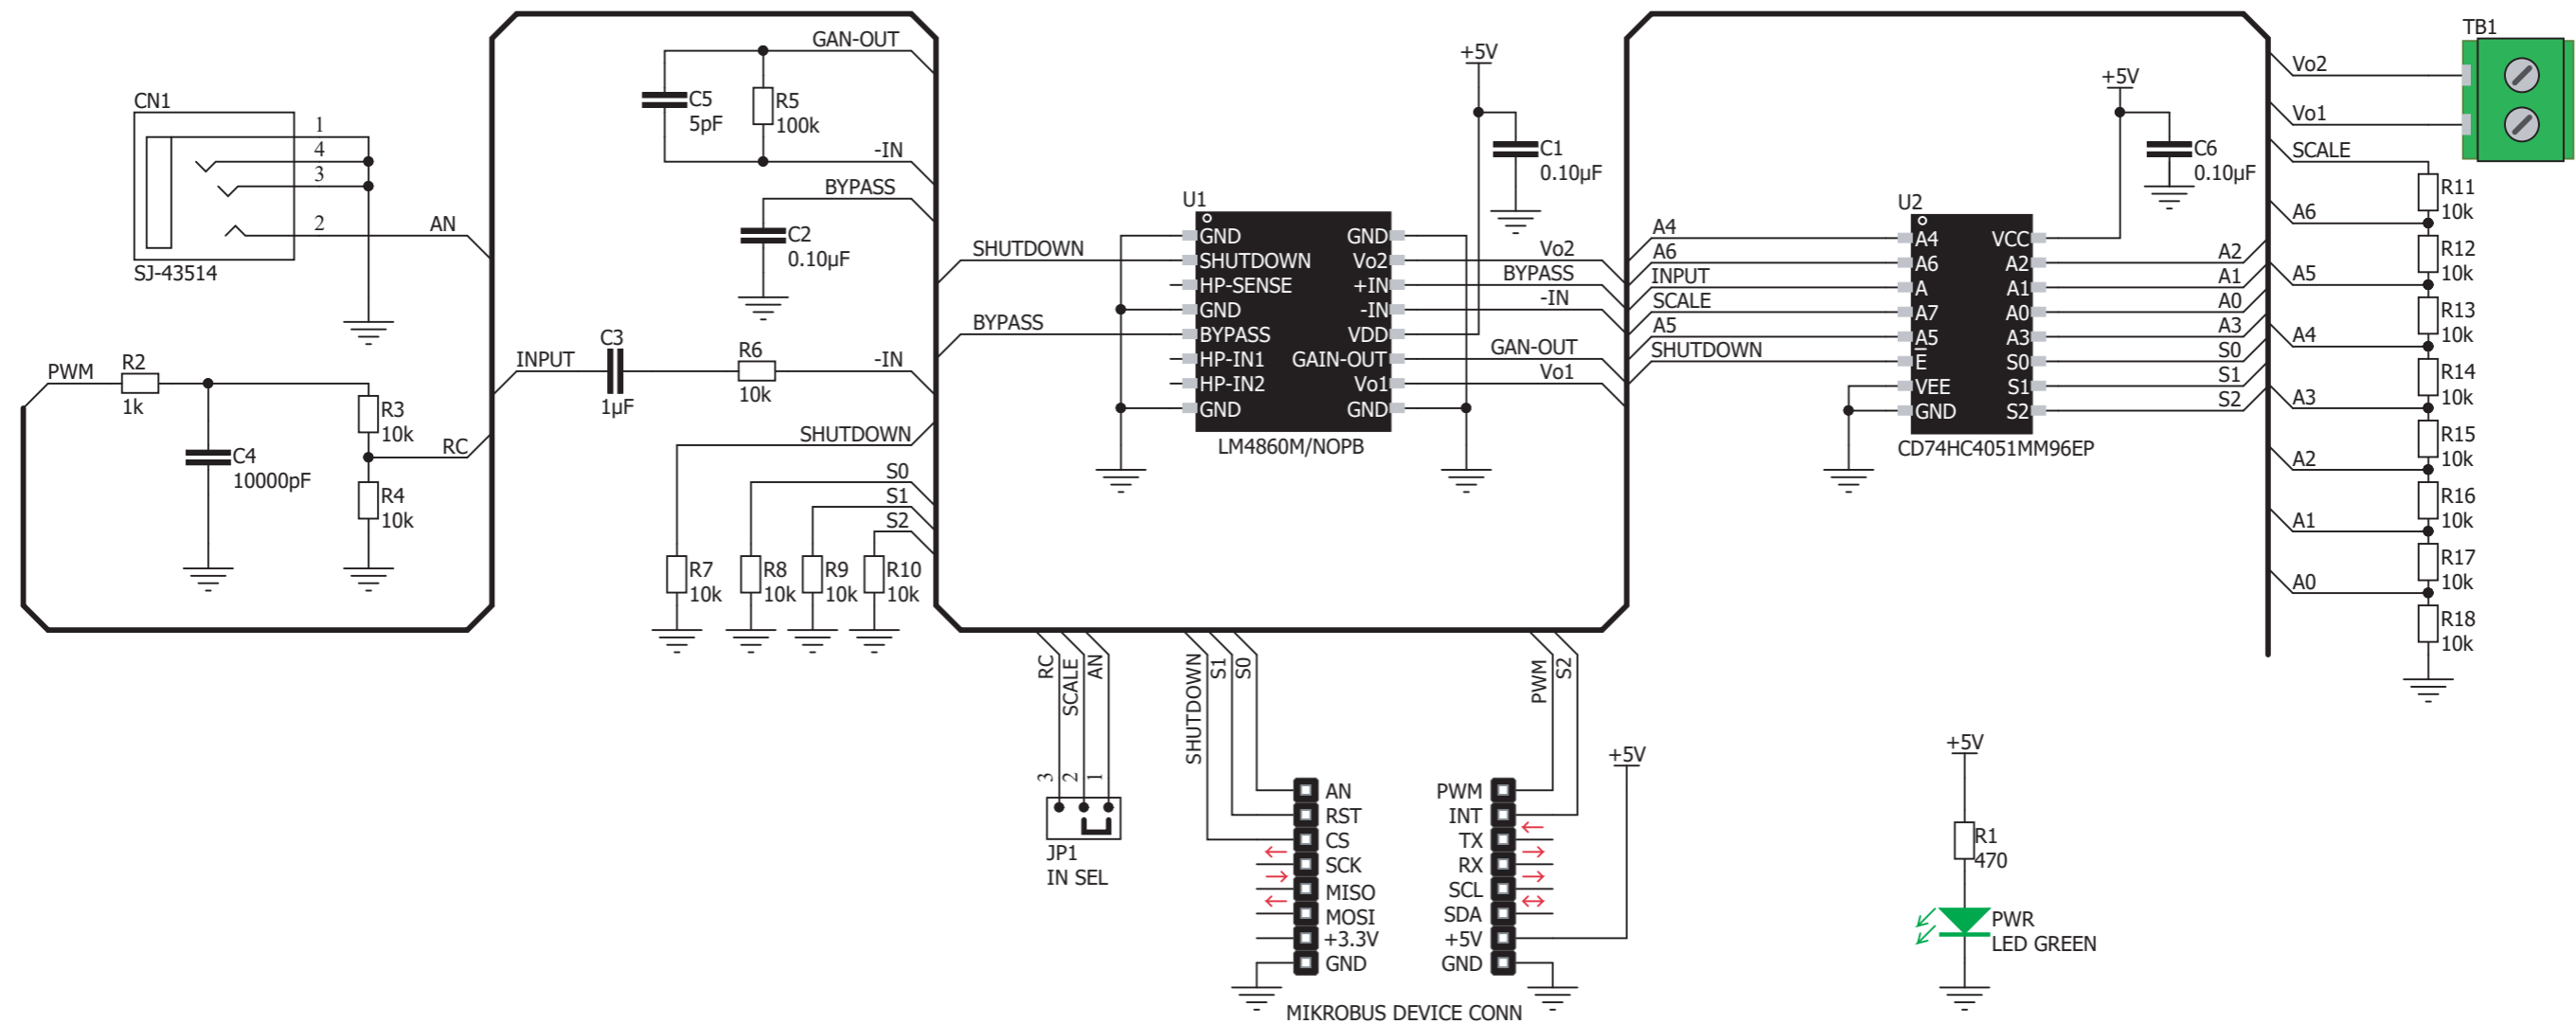 CN1
1
4
3
2
AN
SJ-43514
PWM
R2
1k
C4
10000pF
R3
10k
R4
10k
RC
GAN-OUT
C5
5pF
R5
100k
-IN
BYPASS
C2
0.10µF
INPUT
C3
1µF
R6
10k
-IN
SHUTDOWN
S0
S1
S2
R7
10k
R8
10k
R9
10k
R10
10k
SHUTDOWN
BYPASS
U1
GND
SHUTDOWN
HP-SENSE
GND
BYPASS
HP-IN1
HP-IN2
GND
GND
Vo2
+IN
-IN
VDD
GAIN-OUT
Vo1
GND
LM4860M/NOPB
+5V
C1
0.10µF
Vo2
BYPASS
-IN
GAN-OUT
Vo1
A4
A6
INPUT
SCALE
A5
SHUTDOWN
U2
A4
A6
A
A7
A5
E
VEE
GND
VCC
A2
A1
A0
A3
S0
S1
S2
CD74HC4051MM96EP
+5V
C6
0.10µF
A2
A1
A0
A3
S0
S1
S2
TB1
Vo2
Vo1
SCALE
A6
A5
A4
A3
A2
A1
A0
R11
10k
R12
10k
R13
10k
R14
10k
R15
10k
R16
10k
R17
10k
R18
10k
RC
SCALE
AN
3
2
1
JP1
IN SEL
SHUTDOWN
S1
S0
PWM
S2
+5V
AN
RST
CS
SCK
MISO
MOSI
+3.3V
GND
PWM
INT
TX
RX
SCL
SDA
+5V
GND
MIKROBUS DEVICE CONN
+5V
R1
470
PWR
LED GREEN